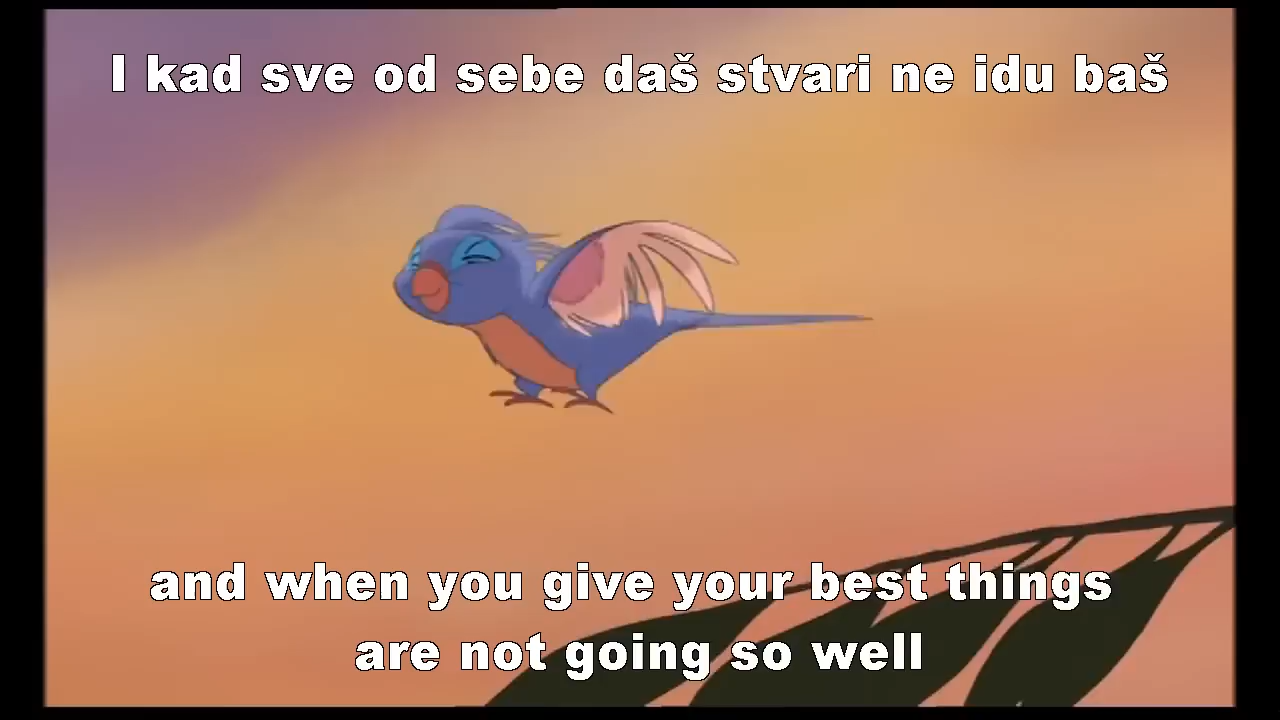 I kad sve od sebe daš stvari ne idu baš
and when you give your best things
are not going so well